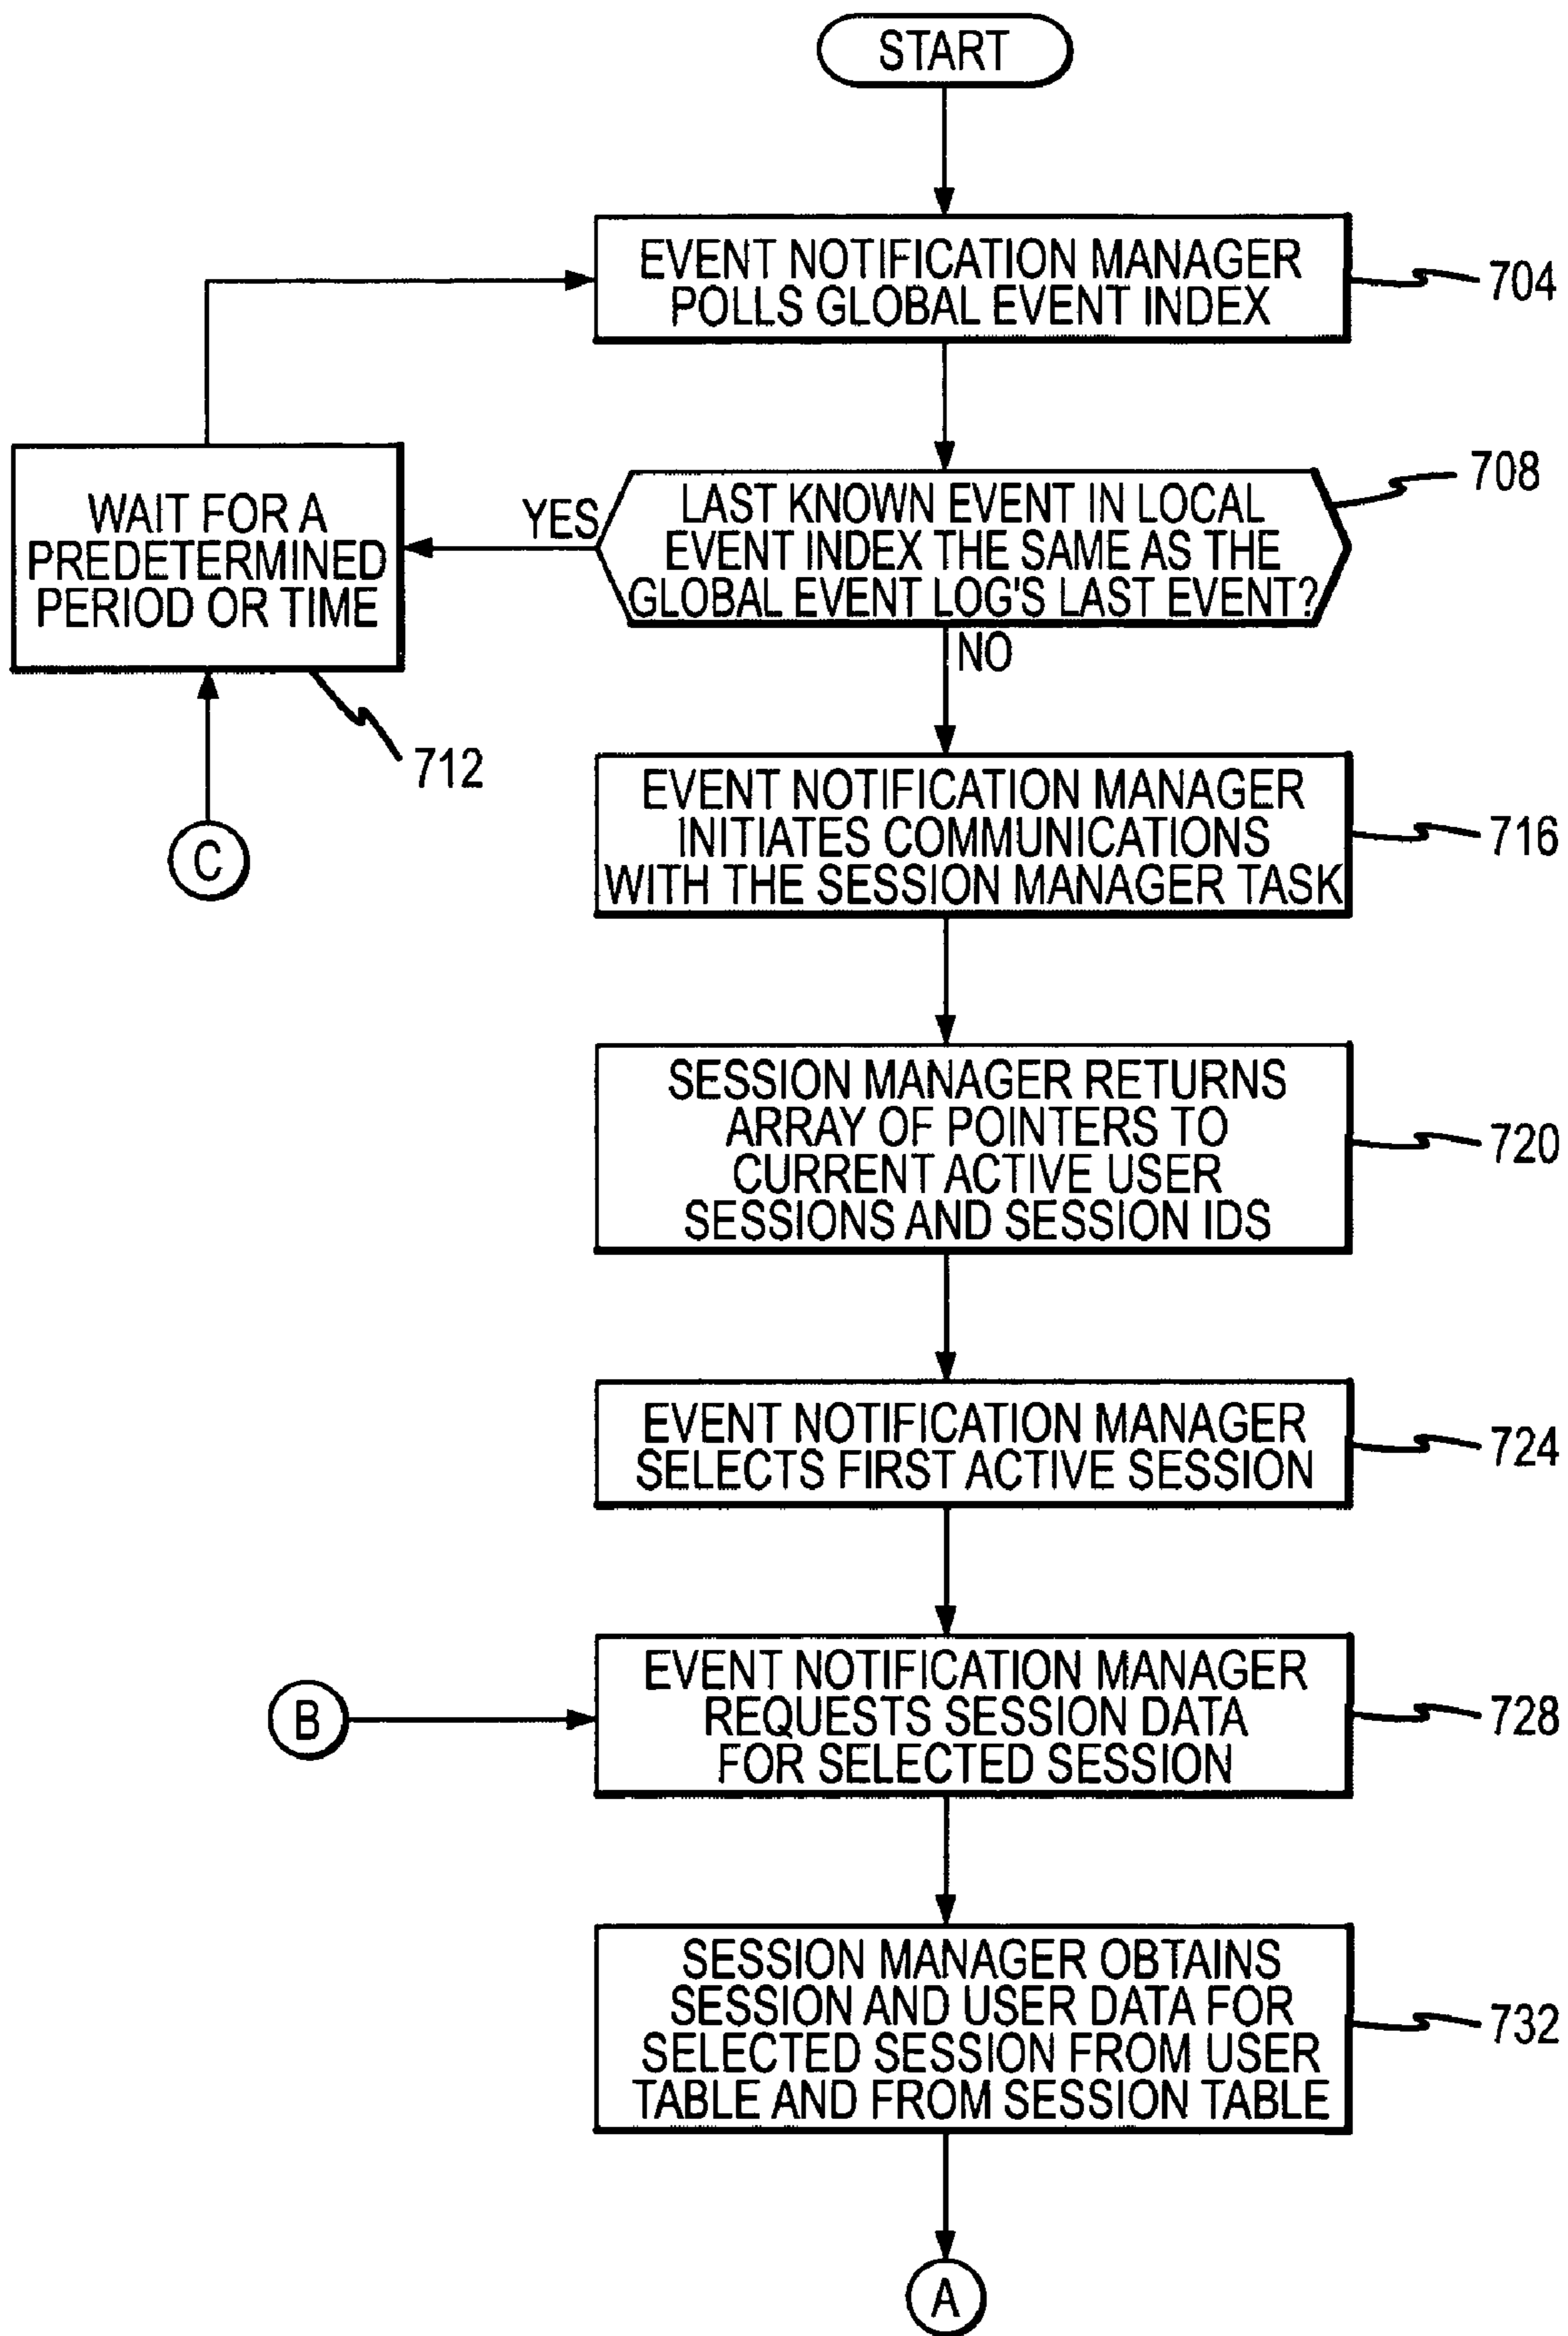 START
EVENT NOTIFICATION MANAGER
POLLS GLOBAL EVENT INDEX
704
LAST KNOWN EVENT IN LOCAL
EVENT INDEX THE SAME AS THE
GLOBAL EVENT LOG'S LAST EVENT?
708
YES
NO
WAIT FOR A
PREDETERMINED
PERIOD OR TIME
712
C
EVENT NOTIFICATION MANAGER
INITIATES COMMUNICATIONS
WITH THE SESSION MANAGER TASK
716
SESSION MANAGER RETURNS
ARRAY OF POINTERS TO
CURRENT ACTIVE USER
SESSIONS AND SESSION IDS
720
EVENT NOTIFICATION MANAGER
SELECTS FIRST ACTIVE SESSION
724
B
EVENT NOTIFICATION MANAGER
REQUESTS SESSION DATA
FOR SELECTED SESSION
728
SESSION MANAGER OBTAINS
SESSION AND USER DATA FOR
SELECTED SESSION FROM USER
TABLE AND FROM SESSION TABLE
732
A